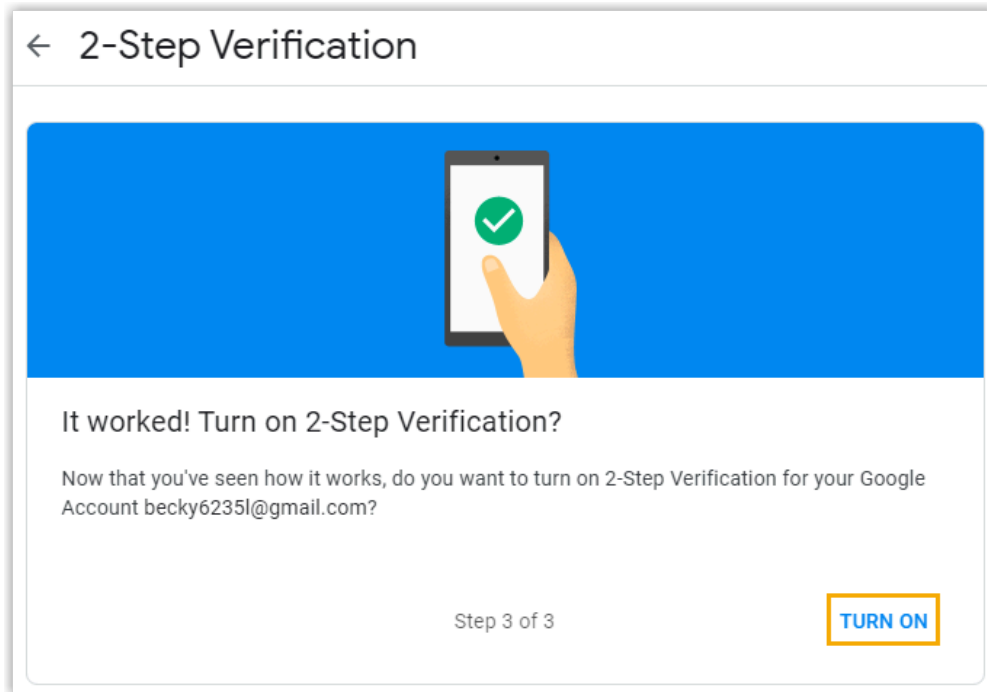 2-Step Verification
It worked! Turn on 2-Step Verification?
Now that you've seen how it works, do you want to turn on 2-Step Verification for your Google
Account becky6235l@gmail.com?
Step 3 of 3
TURN ON